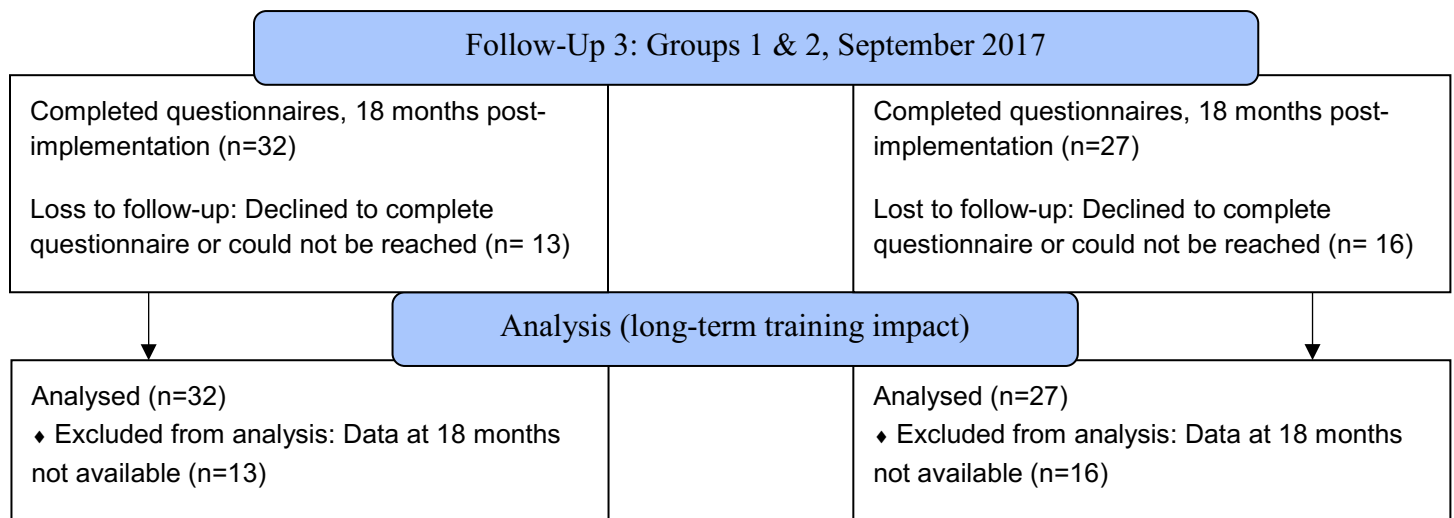 Follow-Up 3: Groups 1 & 2, September 2017
Completed questionnaires, 18 months post-
implementation (n=32)
Loss to follow-up: Declined to complete
questionnaire or could not be reached (n= 13)
Completed questionnaires, 18 months post-
implementation (n=27)
Lost to follow-up: Declined to complete
questionnaire or could not be reached (n= 16)
Analysis (long-term training impact)
Analysed (n=32)
♦ Excluded from analysis: Data at 18 months
not available (n=13)
Analysed (n=27)
♦ Excluded from analysis: Data at 18 months
not available (n=16)